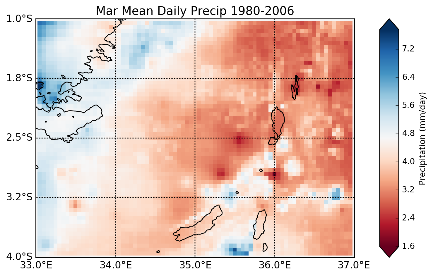 Mar Mean Daily Precip 1980-2006
1.0°S
1.8°S
2.5°S
3.2°S
4.0°S
33.0°E 34.0°E 35.0°E 36.0°E 37.0°E
7.2
6.4
5.6
4.8
4.0
3.2
2.4
1.6
Precipitation (mm/day)